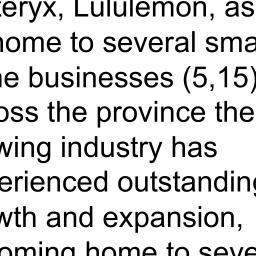 teryx, Lululemon, as
home to several sma
he businesses (5,15)
oss the province the
wing industry has
erienced outstanding
wth and expansion,
oming home to seve